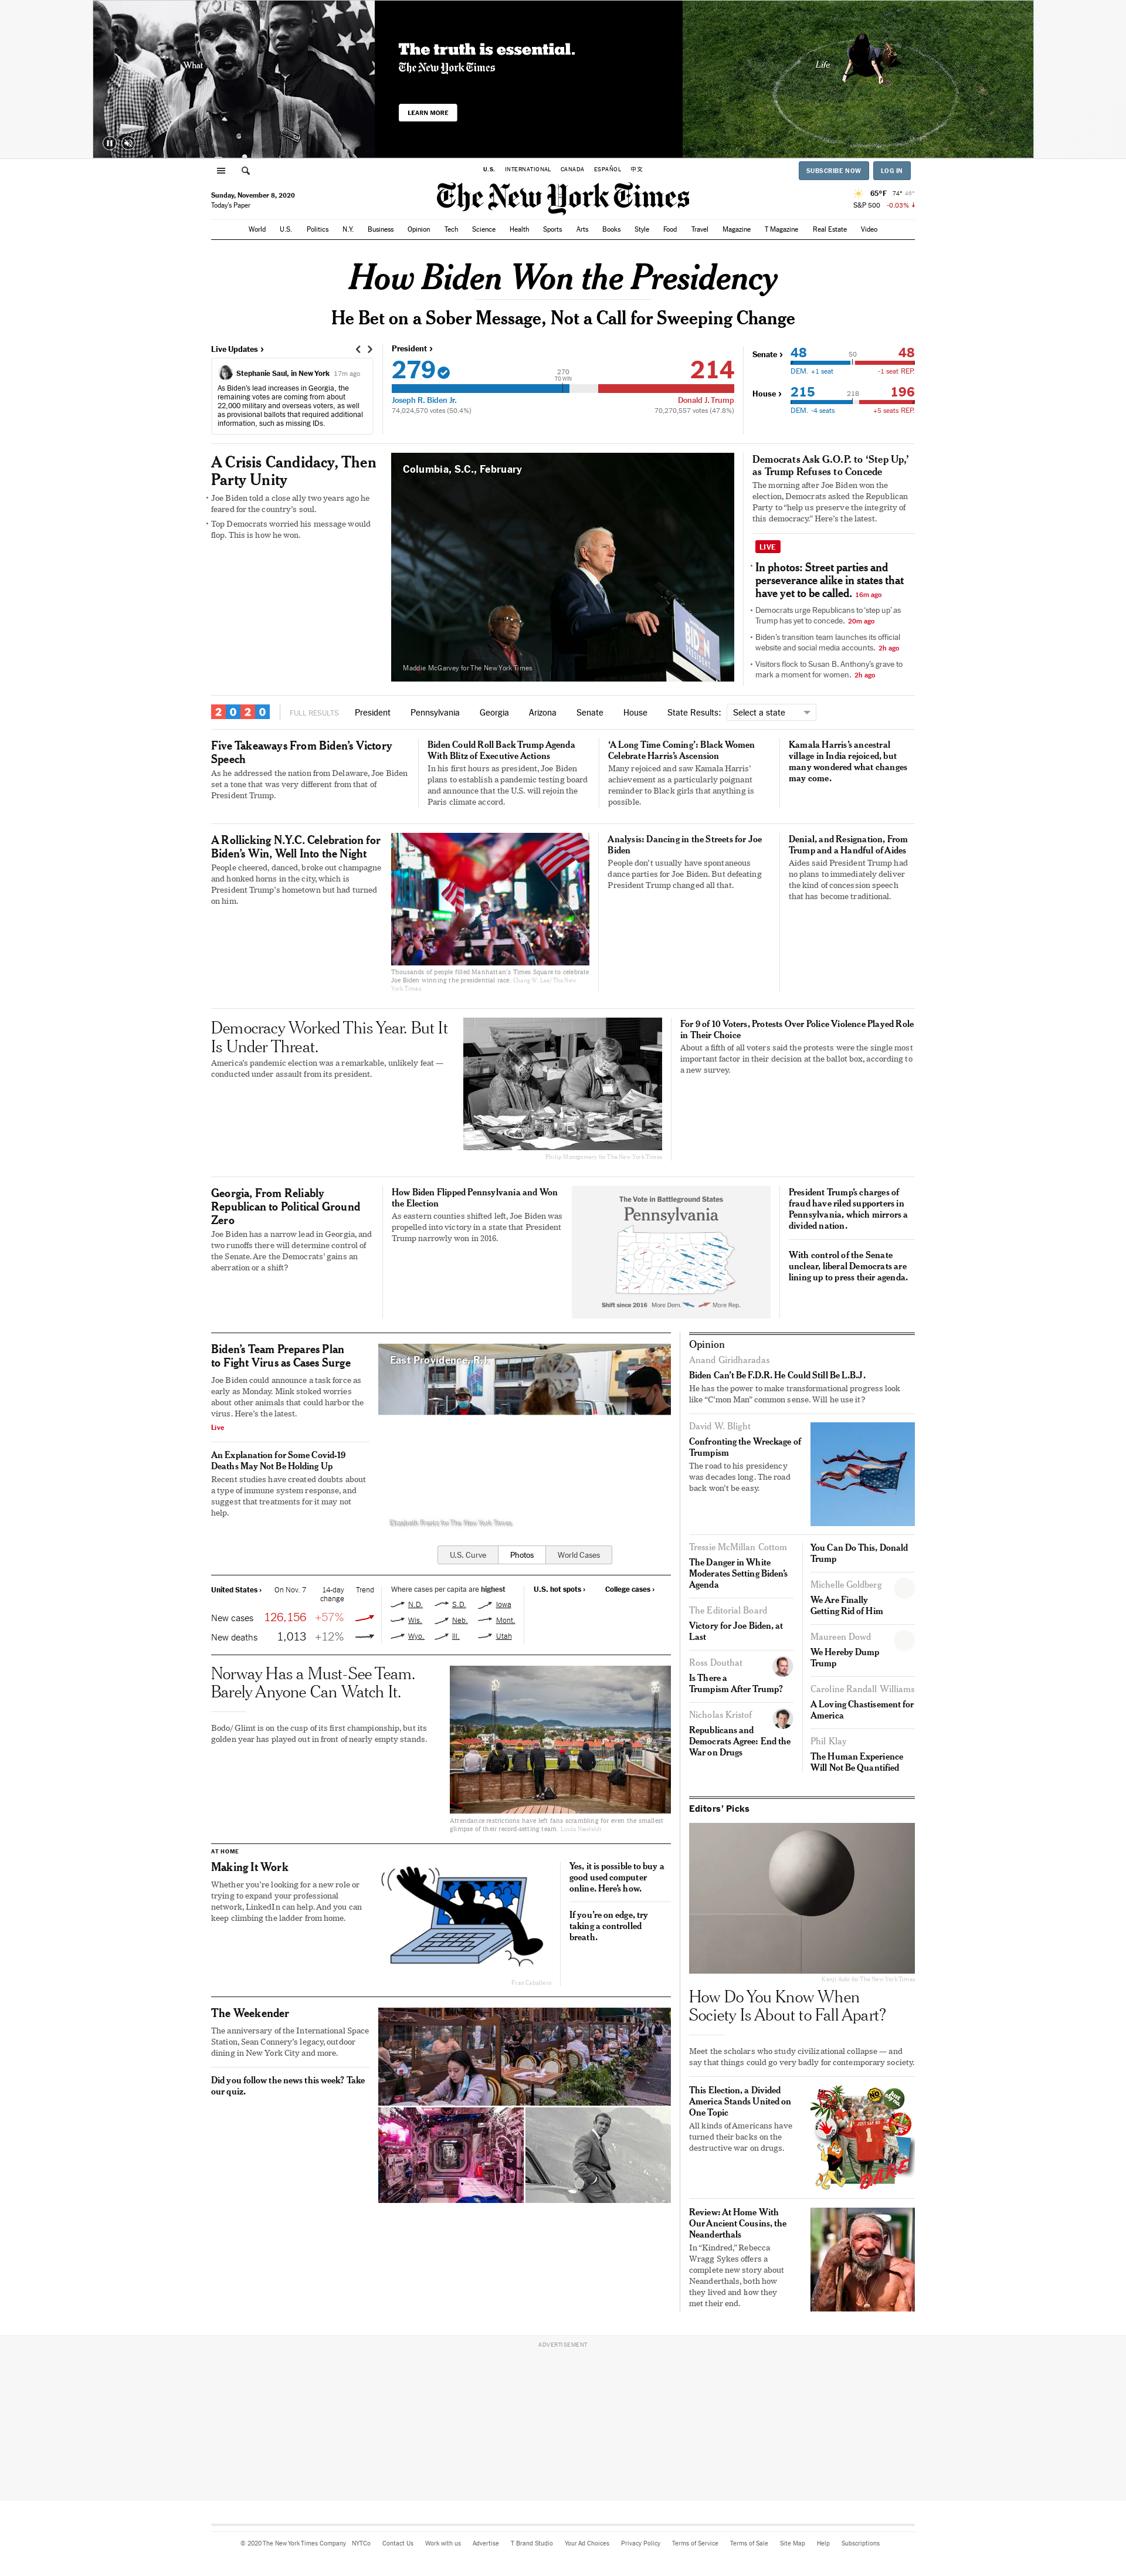 What
The truth is essential.
The New York Times
LEARN MORE
Life
U.S. INTERNATIONAL CANADA ESPAÑOL 中文
SUBSCRIBE NOW LOG IN
Sunday, November 8, 2020
Today's Paper
The New York Times
65°F 74° 48°
S&P 500 -0.03%
World U.S. Politics N.Y. Business Opinion Tech Science Health Sports Arts Books Style Food Travel Magazine T Magazine Real Estate Video
How Biden Won the Presidency
He Bet on a Sober Message, Not a Call for Sweeping Change
Live Updates ›
Stephanie Saul, in New York 17m ago
As Biden's lead increases in Georgia, the
remaining votes are coming from about
22,000 military and overseas voters, as well
as provisional ballots that required additional
information, such as missing IDs.
President ›
279 270 214
TO WIN
Joseph R. Biden Jr. Donald J. Trump
74,024,570 votes (50.4%) 70,270,557 votes (47.8%)
Senate › 48 50 48
DEM. +1 seat -1 seat REP.
House › 215 218 196
DEM. -4 seats +5 seats REP.
A Crisis Candidacy, Then
Party Unity
Joe Biden told a close ally two years ago he
feared for the country's soul.
Top Democrats worried his message would
flop. This is how he won.
Columbia, S.C., February
BIDEN
PRESIDENT
Maddie McGarvey for The New York Times
Democrats Ask G.O.P. to 'Step Up,'
as Trump Refuses to Concede
The morning after Joe Biden won the
election, Democrats asked the Republican
Party to "help us preserve the integrity of
this democracy." Here's the latest.
LIVE
In photos: Street parties and
perseverance alike in states that
have yet to be called. 16m ago
Democrats urge Republicans to 'step up' as
Trump has yet to concede. 20m ago
Biden's transition team launches its official
website and social media accounts. 2h ago
Visitors flock to Susan B. Anthony's grave to
mark a moment for women. 2h ago
2020 FULL RESULTS President Pennsylvania Georgia Arizona Senate House State Results: Select a state
Five Takeaways From Biden's Victory
Speech
As he addressed the nation from Delaware, Joe Biden
set a tone that was very different from that of
President Trump.
Biden Could Roll Back Trump Agenda
With Blitz of Executive Actions
In his first hours as president, Joe Biden
plans to establish a pandemic testing board
and announce that the U.S. will rejoin the
Paris climate accord.
'A Long Time Coming': Black Women
Celebrate Harris's Ascension
Many rejoiced and saw Kamala Harris'
achievement as a particularly poignant
reminder to Black girls that anything is
possible.
Kamala Harris's ancestral
village in India rejoiced, but
many wondered what changes
may come.
A Rollicking N.Y.C. Celebration for
Biden's Win, Well Into the Night
People cheered, danced, broke out champagne
and honked horns in the city, which is
President Trump's hometown but had turned
on him.
Thousands of people filled Manhattan's Times Square to celebrate
Joe Biden winning the presidential race. Chang W. Lee/The New
York Times
Analysis: Dancing in the Streets for Joe
Biden
People don't usually have spontaneous
dance parties for Joe Biden. But defeating
President Trump changed all that.
Denial, and Resignation, From
Trump and a Handful of Aides
Aides said President Trump had
no plans to immediately deliver
the kind of concession speech
that has become traditional.
Democracy Worked This Year. But It
Is Under Threat.
America's pandemic election was a remarkable, unlikely feat —
conducted under assault from its president.
Philip Montgomery for The New York Times
For 9 of 10 Voters, Protests Over Police Violence Played Role
in Their Choice
About a fifth of all voters said the protests were the single most
important factor in their decision at the ballot box, according to
a new survey.
Georgia, From Reliably
Republican to Political Ground
Zero
Joe Biden has a narrow lead in Georgia, and
two runoffs there will determine control of
the Senate. Are the Democrats' gains an
aberration or a shift?
How Biden Flipped Pennsylvania and Won
the Election
As eastern counties shifted left, Joe Biden was
propelled into victory in a state that President
Trump narrowly won in 2016.
The Vote in Battleground States
Pennsylvania
Shift since 2016 More Dem. More Rep.
President Trump's charges of
fraud have riled supporters in
Pennsylvania, which mirrors a
divided nation.
With control of the Senate
unclear, liberal Democrats are
lining up to press their agenda.
Biden's Team Prepares Plan
to Fight Virus as Cases Surge
Joe Biden could announce a task force as
early as Monday. Mink stoked worries
about other animals that could harbor the
virus. Here's the latest.
Live
An Explanation for Some Covid-19
Deaths May Not Be Holding Up
Recent studies have created doubts about
a type of immune system response, and
suggest that treatments for it may not
help.
East Providence, R.I.
Elizabeth Frantz for The New York Times
U.S. Curve Photos World Cases
United States › On Nov. 7 14-day Trend
change
New cases 126,156 +57%
New deaths 1,013 +12%
Where cases per capita are highest
N.D. S.D. Iowa
Wis. Neb. Mont.
Wyo. Ill. Utah
U.S. hot spots › College cases ›
Norway Has a Must-See Team.
Barely Anyone Can Watch It.
Bodo/Glimt is on the cusp of its first championship, but its
golden year has played out in front of nearly empty stands.
Attendance restrictions have left fans scrambling for even the smallest
glimpse of their record-setting team.
AT HOME
Making It Work
Whether you're looking for a new role or
trying to expand your professional
network, LinkedIn can help. And you can
keep climbing the ladder from home.
Fran Caballero
Yes, it is possible to buy a
good used computer
online. Here's how.
If you're on edge, try
taking a controlled
breath.
The Weekender
The anniversary of the International Space
Station, Sean Connery's legacy, outdoor
dining in New York City and more.
Did you follow the news this week? Take
our quiz.
Opinion
Anand Giridharadas
Biden Can't Be F.D.R. He Could Still Be L.B.J.
He has the power to make transformational progress look
like "C'mon Man" common sense. Will he use it?
David W. Blight
Confronting the Wreckage of
Trumpism
The road to his presidency
was decades long. The road
back won't be easy.
Tressie McMillan Cottom
The Danger in White
Moderates Setting Biden's
Agenda
The Editorial Board
Victory for Joe Biden, at
Last
Ross Douthat
Is There a
Trumpism After Trump?
Nicholas Kristof
Republicans and
Democrats Agree: End the
War on Drugs
You Can Do This, Donald
Trump
Michelle Goldberg
We Are Finally
Getting Rid of Him
Maureen Dowd
We Hereby Dump
Trump
Caroline Randall Williams
A Loving Chastisement for
America
Phil Klay
The Human Experience
Will Not Be Quantified
Editors' Picks
Kenji Aoki for The New York Times
How Do You Know When
Society Is About to Fall Apart?
Meet the scholars who study civilizational collapse — and
say that things could go very badly for contemporary society.
This Election, a Divided
America Stands United on
One Topic
All kinds of Americans have
turned their backs on the
destructive war on drugs.
NO
1
DARE
Review: At Home With
Our Ancient Cousins, the
Neanderthals
In "Kindred," Rebecca
Wragg Sykes offers a
complete new story about
Neanderthals, both how
they lived and how they
met their end.
ADVERTISEMENT
© 2020 The New York Times Company NYTCo Contact Us Work with us Advertise T Brand Studio Your Ad Choices Privacy Policy Terms of Service Terms of Sale Site Map Help Subscriptions